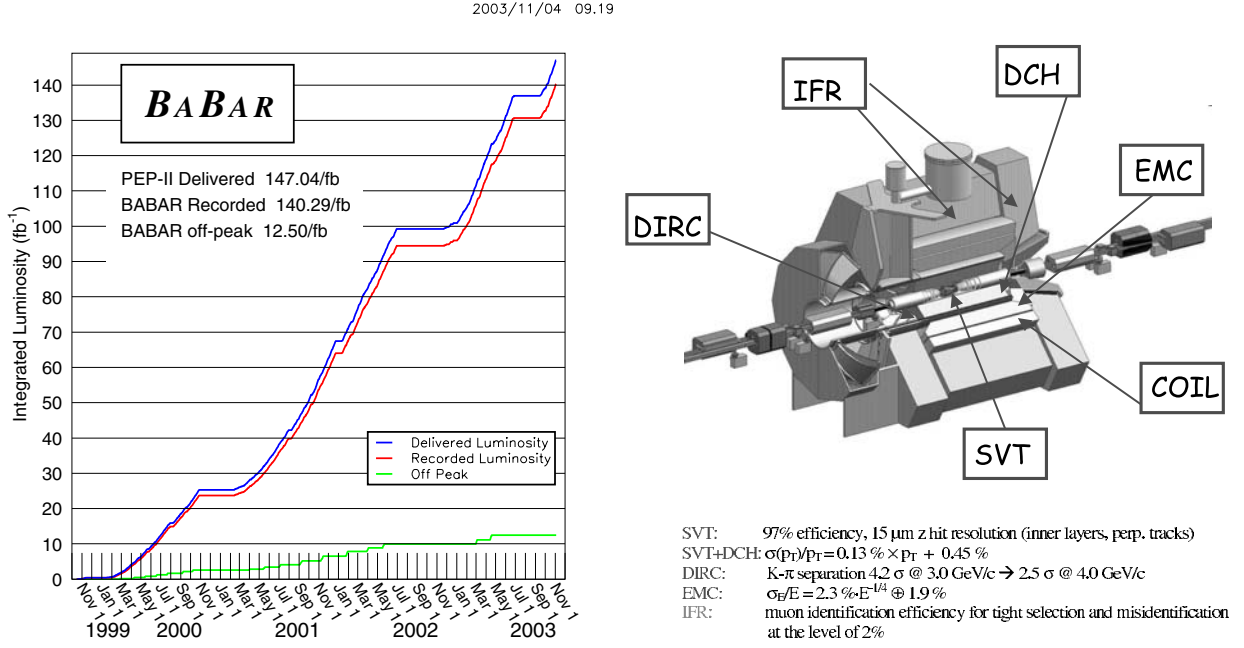 2003/11/04 09.19
BABAR
PEP-II Delivered 147.04/fb
BABAR Recorded 140.29/fb
BABAR off-peak 12.50/fb
Integrated Luminosity (fb⁻¹)
140
130
120
110
100
90
80
70
60
50
40
30
20
10
0
Delivered Luminosity
Recorded Luminosity
Off Peak
Nov 1
Jan 1
Mar 1
May 1
Jul 1
Sep 1
Nov 1
Jan 1
Mar 1
May 1
Jul 1
Sep 1
Nov 1
Jan 1
Mar 1
May 1
Jul 1
Sep 1
Nov 1
Jan 1
Mar 1
May 1
Jul 1
Sep 1
Nov 1
1999 2000 2001 2002 2003
IFR
DCH
EMC
DIRC
COIL
SVT
SVT: 97% efficiency, 15 μm z hit resolution (inner layers, perp. tracks)
SVT+DCH: σ(p_T)/p_T = 0.13 % × p_T + 0.45 %
DIRC: K-π separation 4.2 σ @ 3.0 GeV/c → 2.5 σ @ 4.0 GeV/c
EMC: σ_E/E = 2.3 %·E^-1/4 ⊕ 1.9 %
IFR: muon identification efficiency for tight selection and misidentification
at the level of 2%